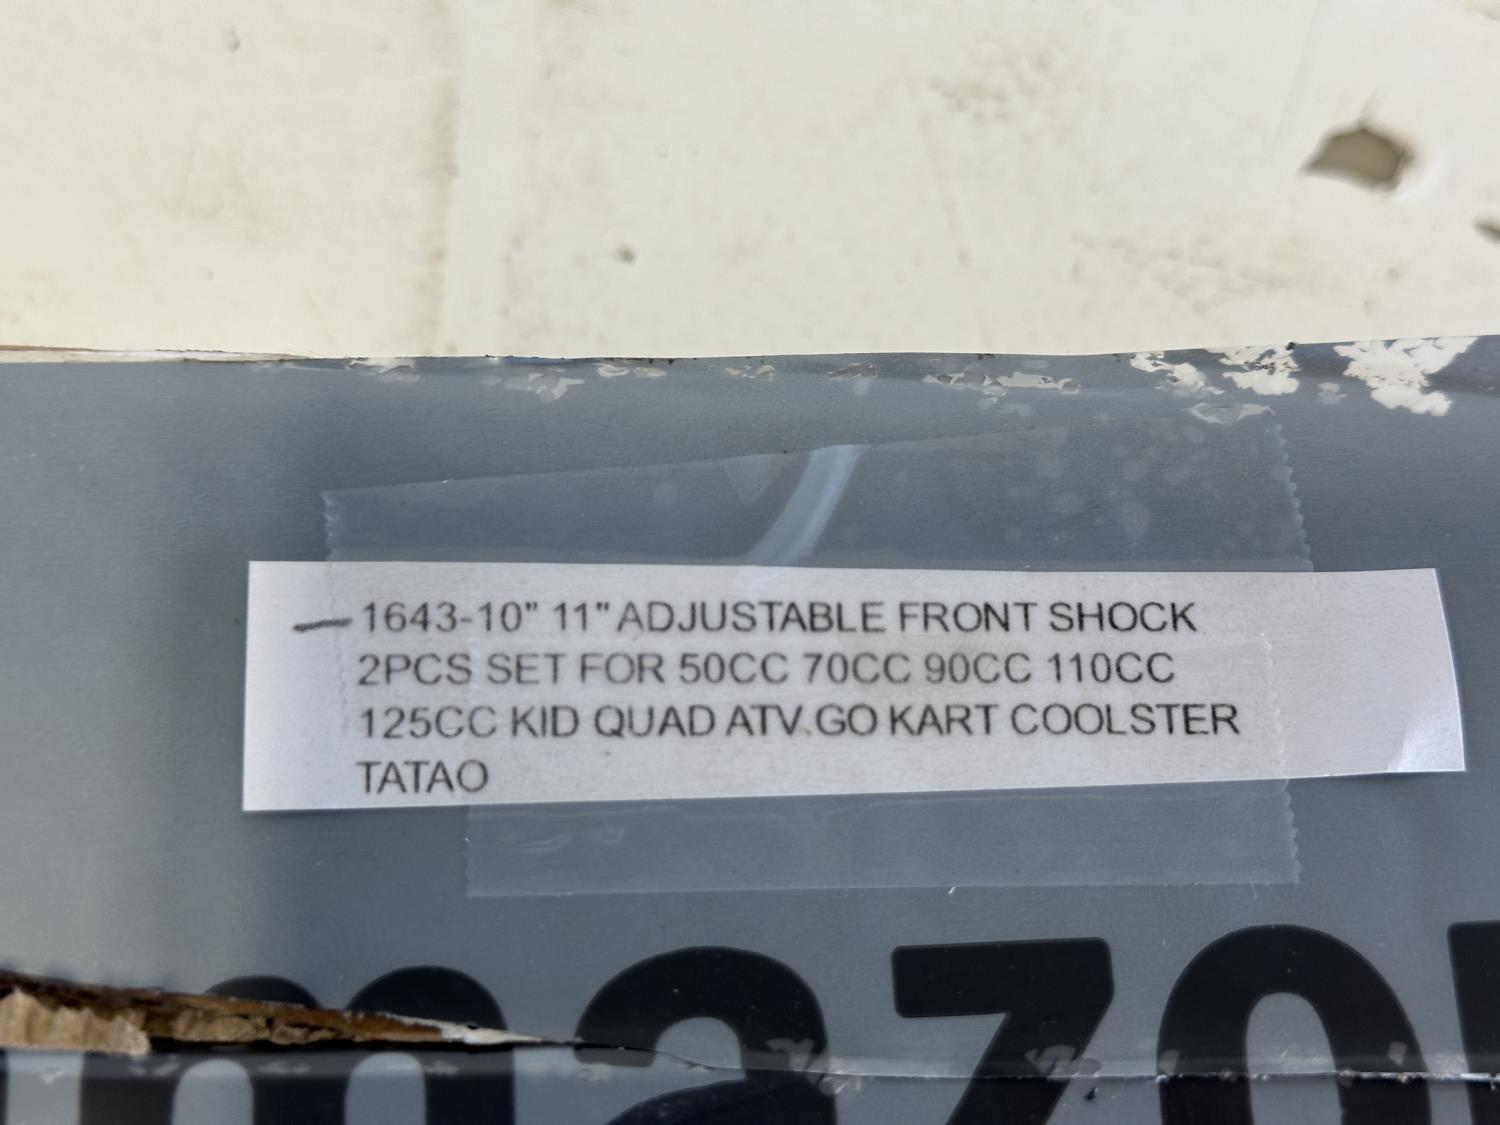 1643-10" 11" ADJUSTABLE FRONT SHOCK
2PCS SET FOR 50CC 70CC 90CC 110CC
125CC KID QUAD ATV.GO KART COOLSTER
TATAO
amazon